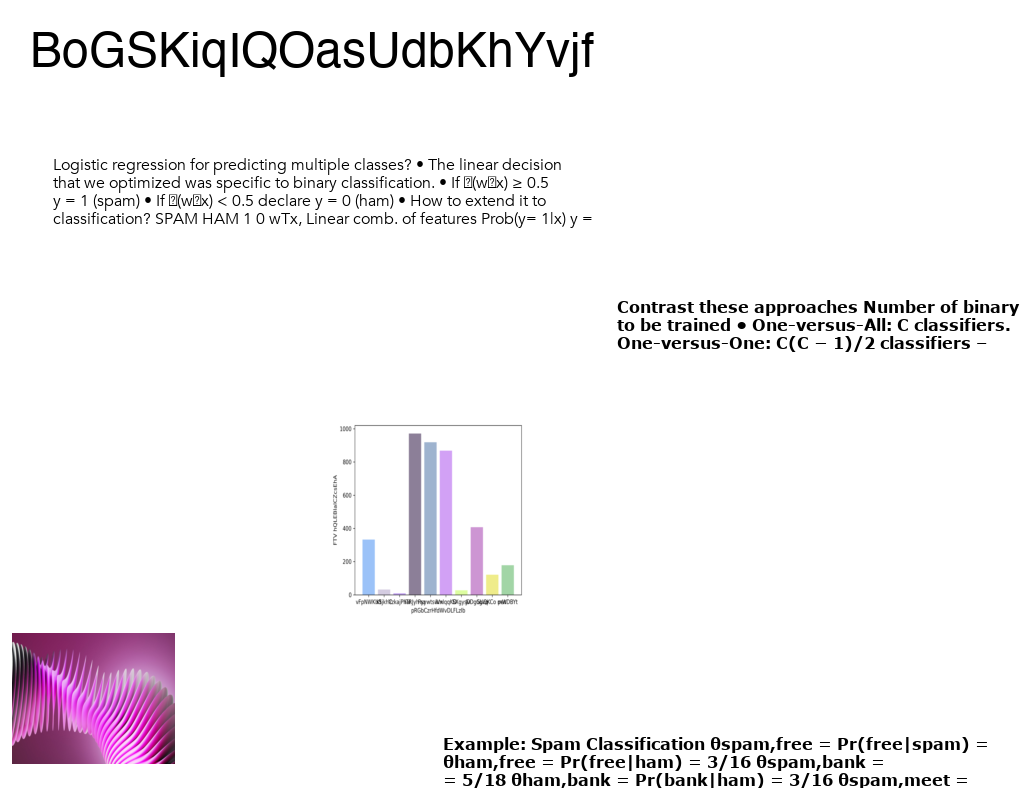 BoGSKiqIQOasUdbKhYvjf
Logistic regression for predicting multiple classes? • The linear decision
that we optimized was specific to binary classification. • If (wx) ≥ 0.5
y = 1 (spam) • If (wx) < 0.5 declare y = 0 (ham) • How to extend it to
classification? SPAM HAM 1 0 wTx, Linear comb. of features Prob(y= 1|x) y =
Contrast these approaches Number of binary
to be trained • One-versus-All: C classifiers.
One-versus-One: C(C − 1)/2 classifiers –
1000
800
600
400
200
0
Example: Spam Classification θspam,free = Pr(free|spam) =
θham,free = Pr(free|ham) = 3/16 θspam,bank =
= 5/18 θham,bank = Pr(bank|ham) = 3/16 θspam,meet =